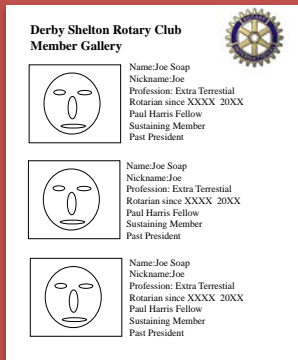 Derby Shelton Rotary Club
Member Gallery
Name:Joe Soap
Nickname:Joe
Profession: Extra Terrestial
Rotarian since XXXX 20XX
Paul Harris Fellow
Sustaining Member
Past President
Name:Joe Soap
Nickname:Joe
Profession: Extra Terrestial
Rotarian since XXXX 20XX
Paul Harris Fellow
Sustaining Member
Past President
Name:Joe Soap
Nickname:Joe
Profession: Extra Terrestial
Rotarian since XXXX 20XX
Paul Harris Fellow
Sustaining Member
Past President